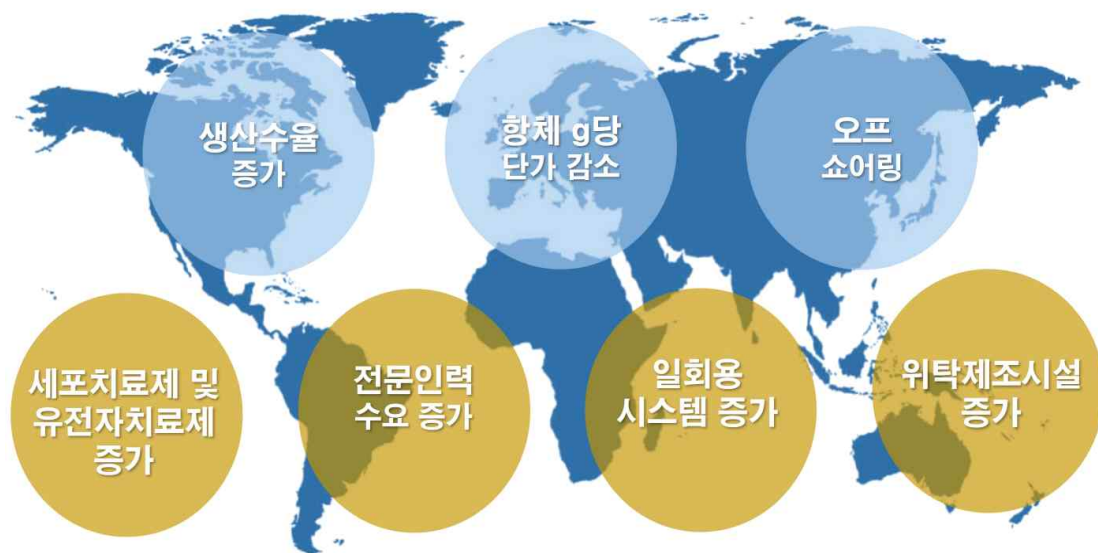 생산수율
증가
항체 g당
단가 감소
오프
쇼어링
세포치료제 및
유전자치료제
증가
전문인력
수요 증가
일회용
시스템 증가
위탁제조시설
증가